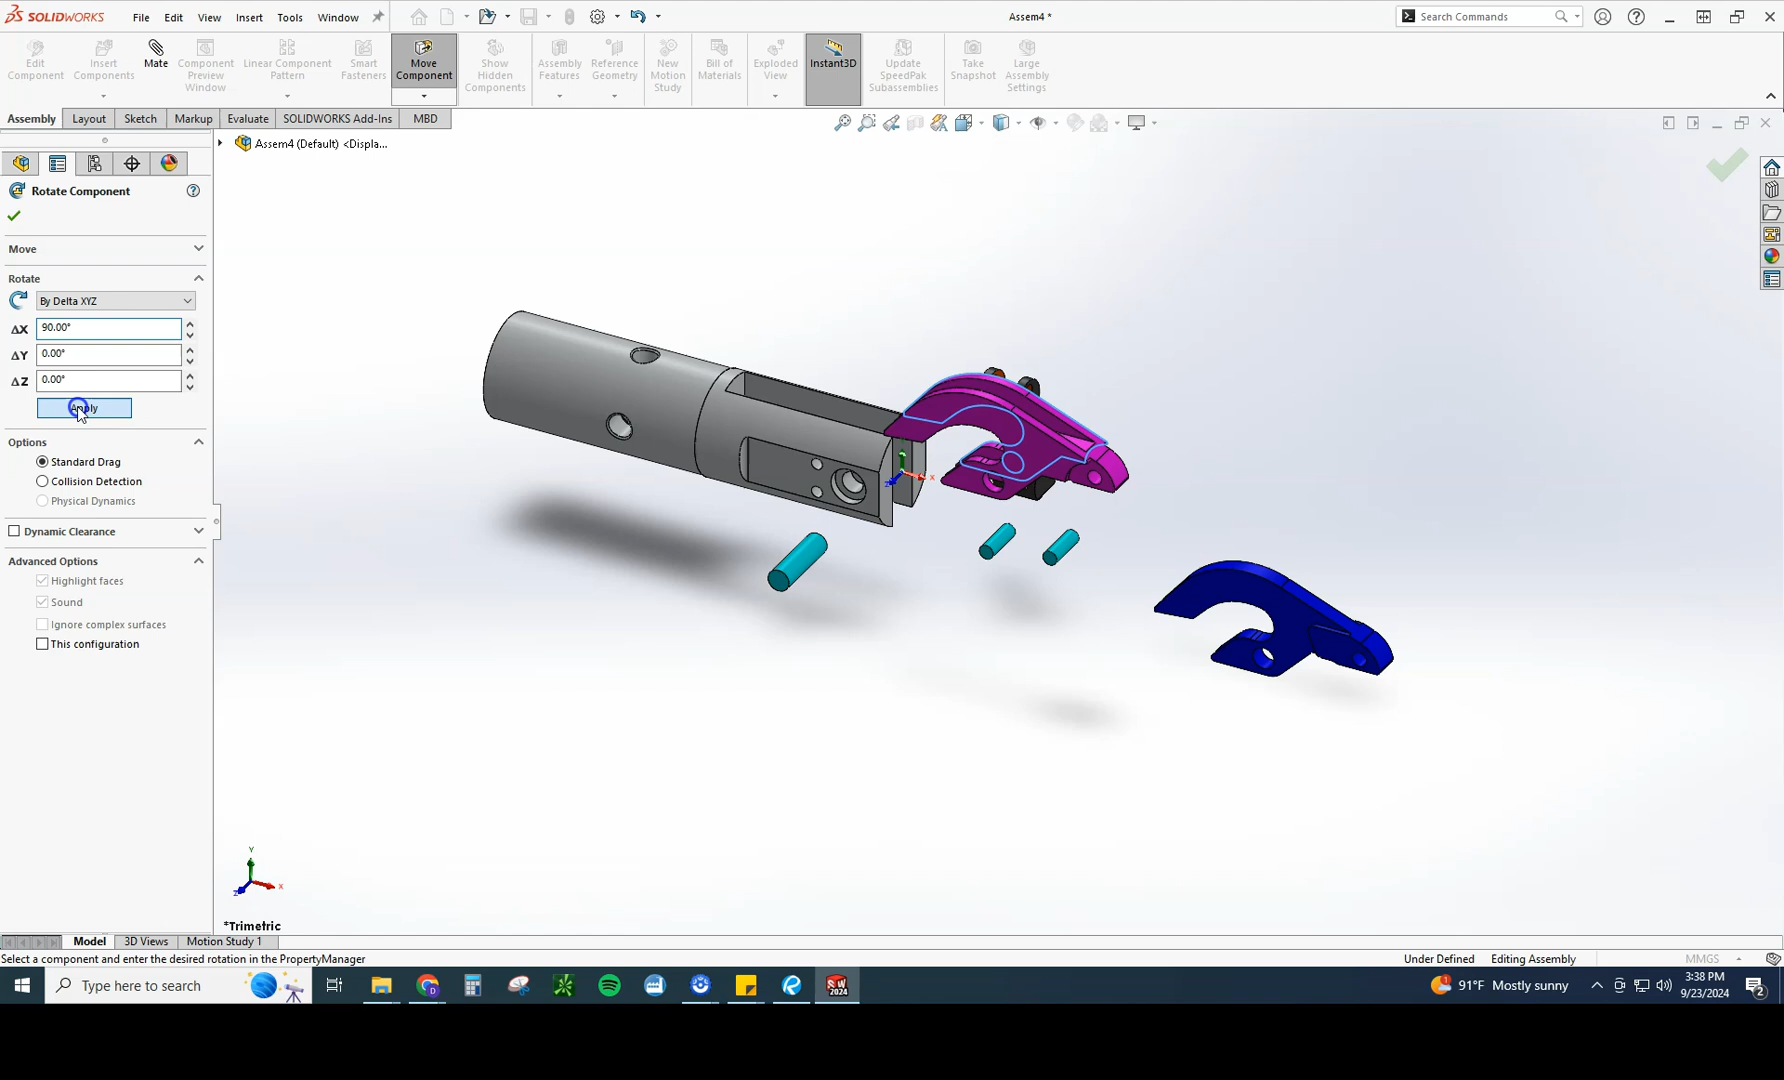 SOLIDWORKS File Edit View Insert Tools Window
Assem4 *
Search Commands
Edit Component
Insert Components
Mate
Component Preview Window
Linear Component Pattern
Smart Fasteners
Move Component
Show Hidden Components
Assembly Features
Reference Geometry
New Motion Study
Bill of Materials
Exploded View
Instant3D
Update SpeedPak Subassemblies
Take Snapshot
Large Assembly Settings
Assembly Layout Sketch Markup Evaluate SOLIDWORKS Add-Ins MBD
Assem4 (Default) <Displa...
Rotate Component
Move
Rotate
By Delta XYZ
ΔX 90.00°
ΔY 0.00°
ΔZ 0.00°
Apply
Options
Standard Drag
Collision Detection
Physical Dynamics
Dynamic Clearance
Advanced Options
Highlight faces
Sound
Ignore complex surfaces
This configuration
x
z
Y
X
Z
*Trimetric
Model 3D Views Motion Study 1
Select a component and enter the desired rotation in the PropertyManager
Under Defined Editing Assembly MMGS
Type here to search
SW 2024
91°F Mostly sunny
3:38 PM
9/23/2024
2